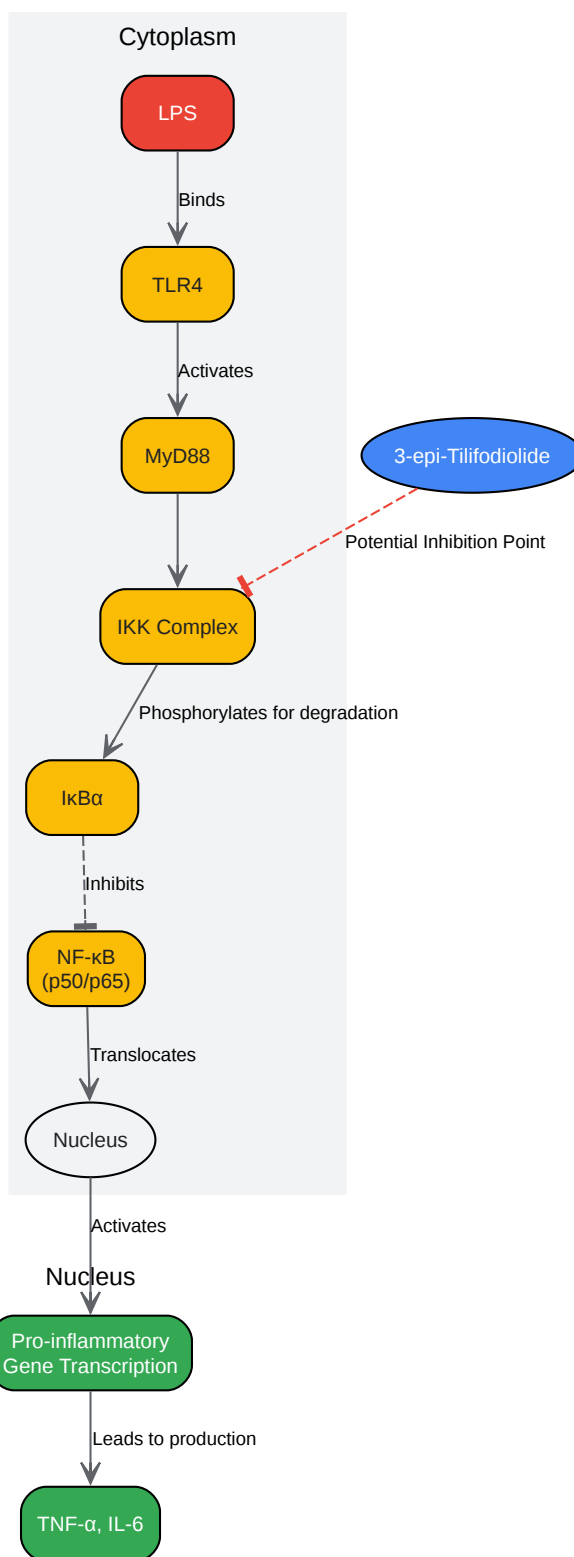 Cytoplasm
LPS
Binds
TLR4
Activates
MyD88
3-epi-Tilifodiolide
Potential Inhibition Point
IKK Complex
Phosphorylates for degradation
IκBα
Inhibits
NF-κB
(p50/p65)
Translocates
Nucleus
Activates
Nucleus
Pro-inflammatory
Gene Transcription
Leads to production
TNF-α, IL-6